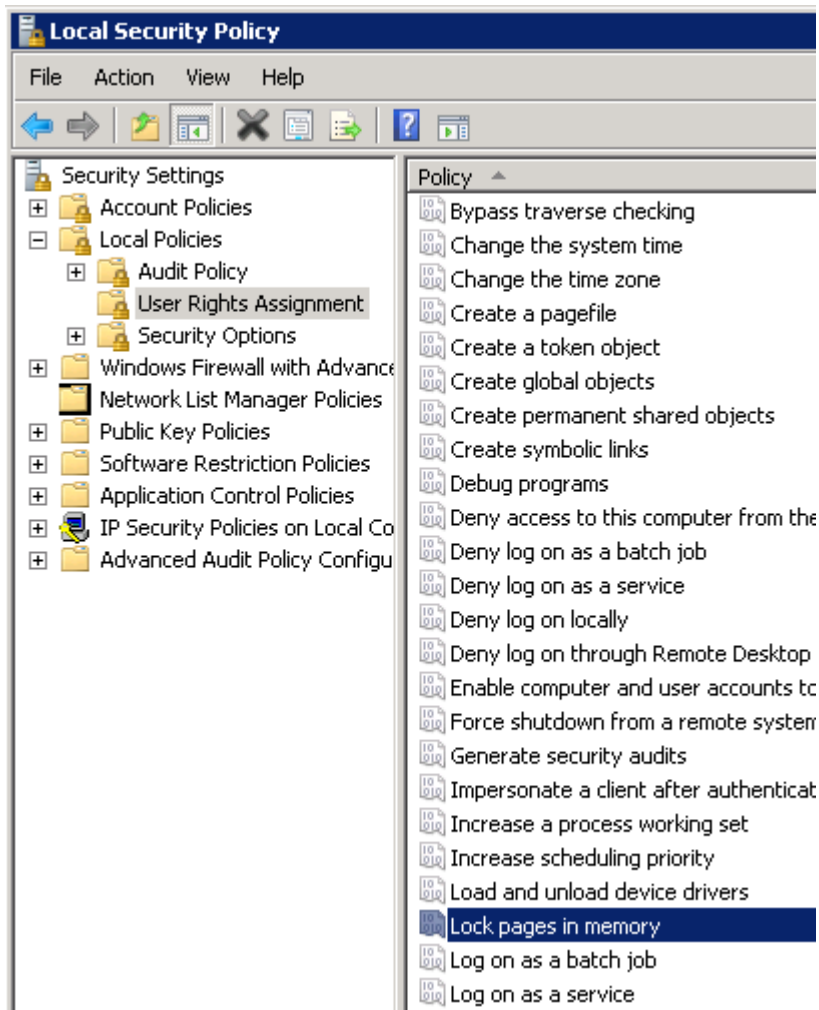 Local Security Policy
File Action View Help
Security Settings
Account Policies
Local Policies
Audit Policy
User Rights Assignment
Security Options
Windows Firewall with Advance
Network List Manager Policies
Public Key Policies
Software Restriction Policies
Application Control Policies
IP Security Policies on Local Co
Advanced Audit Policy Configu
Policy
Bypass traverse checking
Change the system time
Change the time zone
Create a pagefile
Create a token object
Create global objects
Create permanent shared objects
Create symbolic links
Debug programs
Deny access to this computer from the
Deny log on as a batch job
Deny log on as a service
Deny log on locally
Deny log on through Remote Desktop
Enable computer and user accounts to
Force shutdown from a remote system
Generate security audits
Impersonate a client after authenticat
Increase a process working set
Increase scheduling priority
Load and unload device drivers
Lock pages in memory
Log on as a batch job
Log on as a service